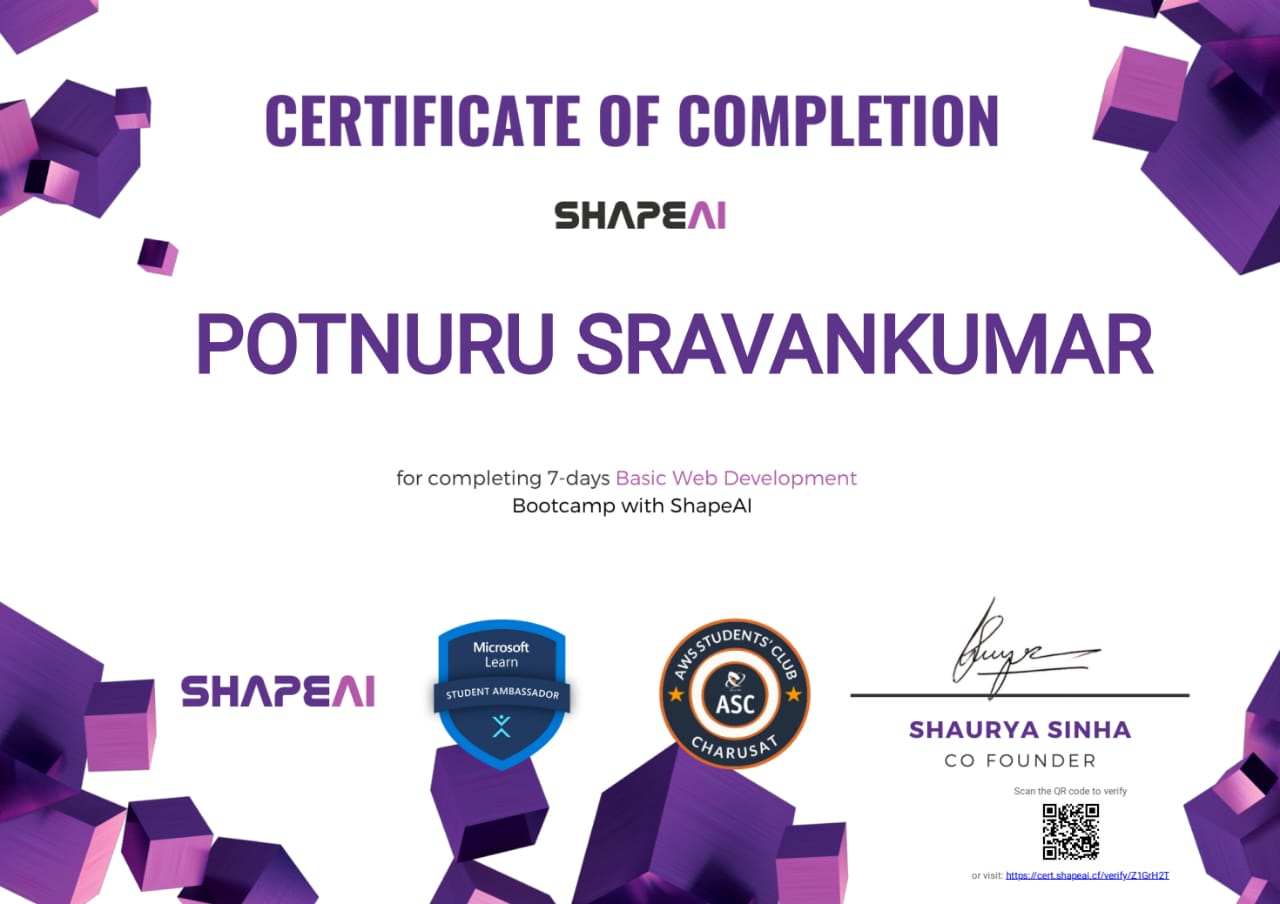 CERTIFICATE OF COMPLETION
SHAPEAI
POTNURU SRAVANKUMAR
for completing 7-days Basic Web Development
Bootcamp with ShapeAI
SHAPEAI
Microsoft
Learn
STUDENT AMBASSADOR
AWS STUDENTS' CLUB
ASC
CHARUSAT
SHAURYA SINHA
CO FOUNDER
Scan the QR code to verify
or visit: https://cert.shapeai.cf/verify/Z1GrH2T